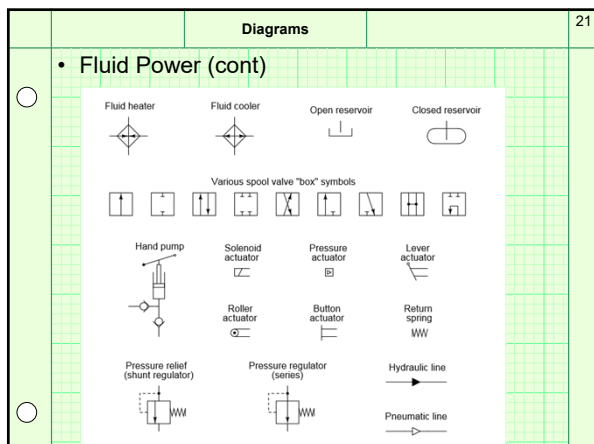 Diagrams
21
• Fluid Power (cont)
Fluid heater
Fluid cooler
Open reservoir
Closed reservoir
Various spool valve "box" symbols
Hand pump
Solenoid
actuator
Pressure
actuator
Lever
actuator
Roller
actuator
Button
actuator
Return
spring
Pressure relief
(shunt regulator)
Pressure regulator
(series)
Hydraulic line
Pneumatic line